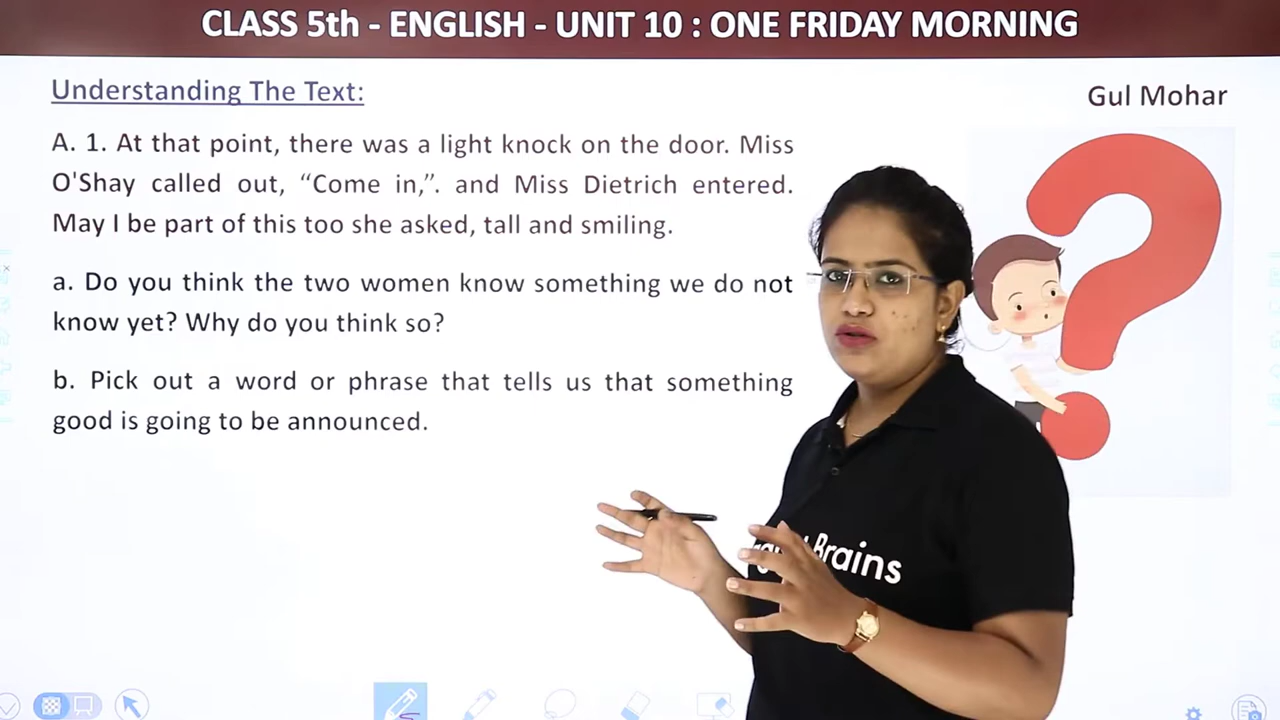 CLASS 5th - ENGLISH - UNIT 10 : ONE FRIDAY MORNING
Understanding The Text:
Gul Mohar
A. 1. At that point, there was a light knock on the door. Miss
O'Shay called out, “Come in,”. and Miss Dietrich entered.
May I be part of this too she asked, tall and smiling.
a. Do you think the two women know something we do not
know yet? Why do you think so?
b. Pick out a word or phrase that tells us that something
good is going to be announced.
Brains